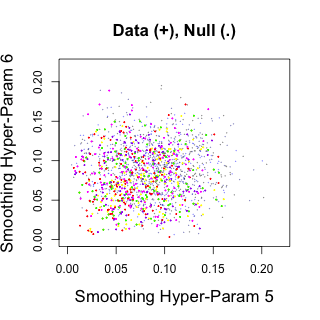 Data (+), Null (.)
Smoothing Hyper-Param 6
0.20
0.15
0.10
0.05
0.00
0.00 0.05 0.10 0.15 0.20
Smoothing Hyper-Param 5